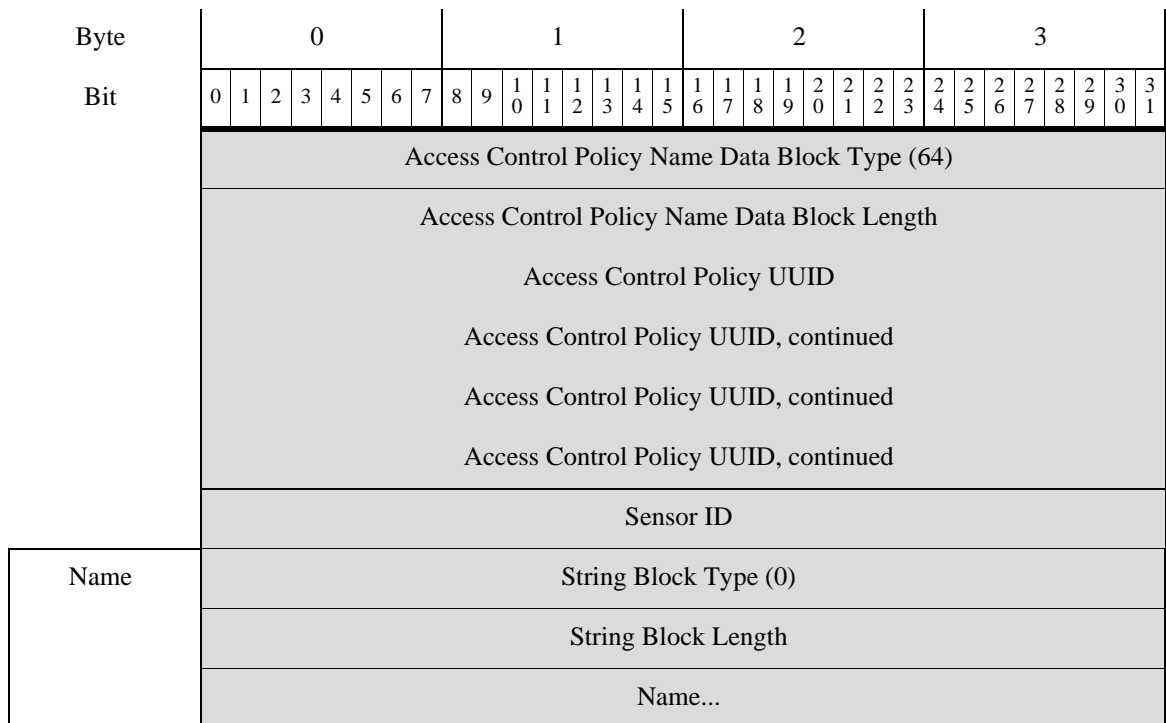 Byte 0 1 2 3
Bit 0 1 2 3 4 5 6 7 8 9 10 11 12 13 14 15 16 17 18 19 20 21 22 23 24 25 26 27 28 29 30 31
Access Control Policy Name Data Block Type (64)
Access Control Policy Name Data Block Length
Access Control Policy UUID
Access Control Policy UUID, continued
Access Control Policy UUID, continued
Access Control Policy UUID, continued
Sensor ID
Name String Block Type (0)
String Block Length
Name...